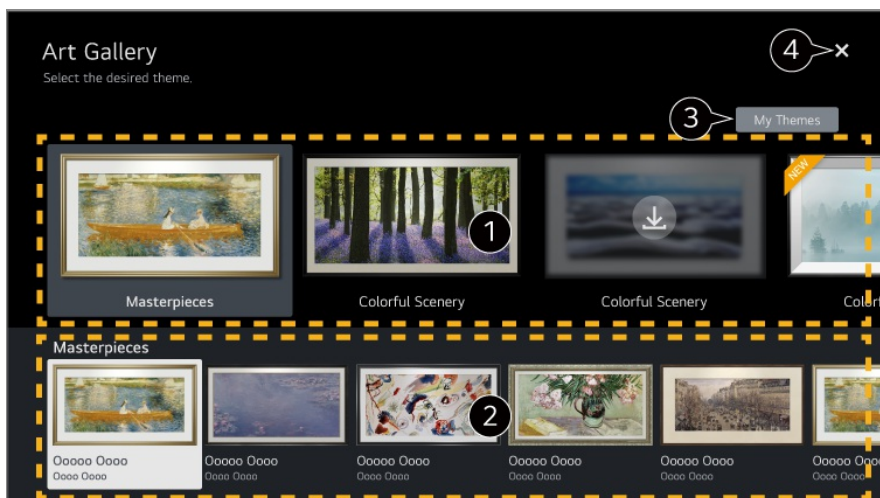 Art Gallery
Select the desired theme.
4
3
My Themes
NEW
1
Masterpieces
Colorful Scenery
Colorful Scenery
Masterpieces
2
Ooooo Oooo
Ooooo Oooo
Ooooo Oooo
Ooooo Oooo
Ooooo Oooo
Ooooo Oooo
Oooo Oooo
Oooo Oooo
Oooo Oooo
Oooo Oooo
Oooo Oooo